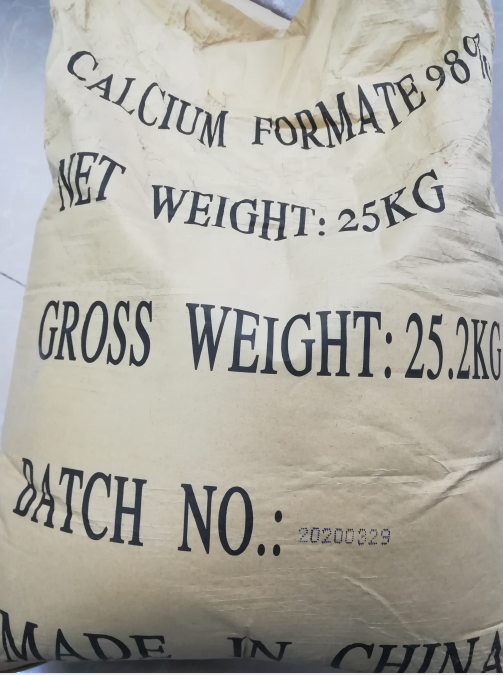 CALCIUM FORMATE 98%
NET WEIGHT: 25KG
GROSS WEIGHT: 25.2KG
BATCH NO.: 20200329
MADE IN CHINA